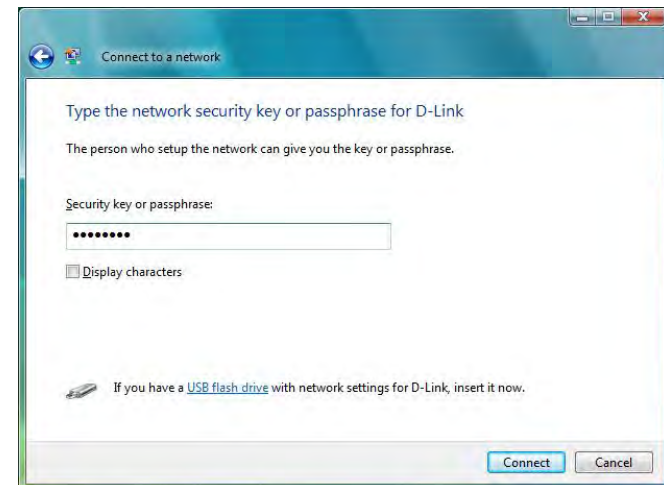 Connect to a network
Type the network security key or passphrase for D-Link
The person who setup the network can give you the key or passphrase.
Security key or passphrase:
••••••••
Display characters
If you have a USB flash drive with network settings for D-Link, insert it now.
Connect Cancel